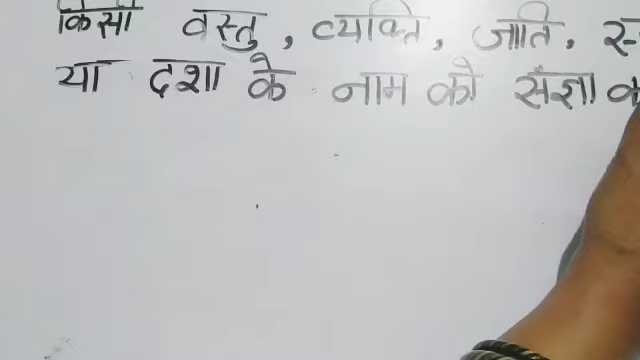 किसी वस्तु, व्यक्ति, जाति,
या दशा के नाम को संज्ञा